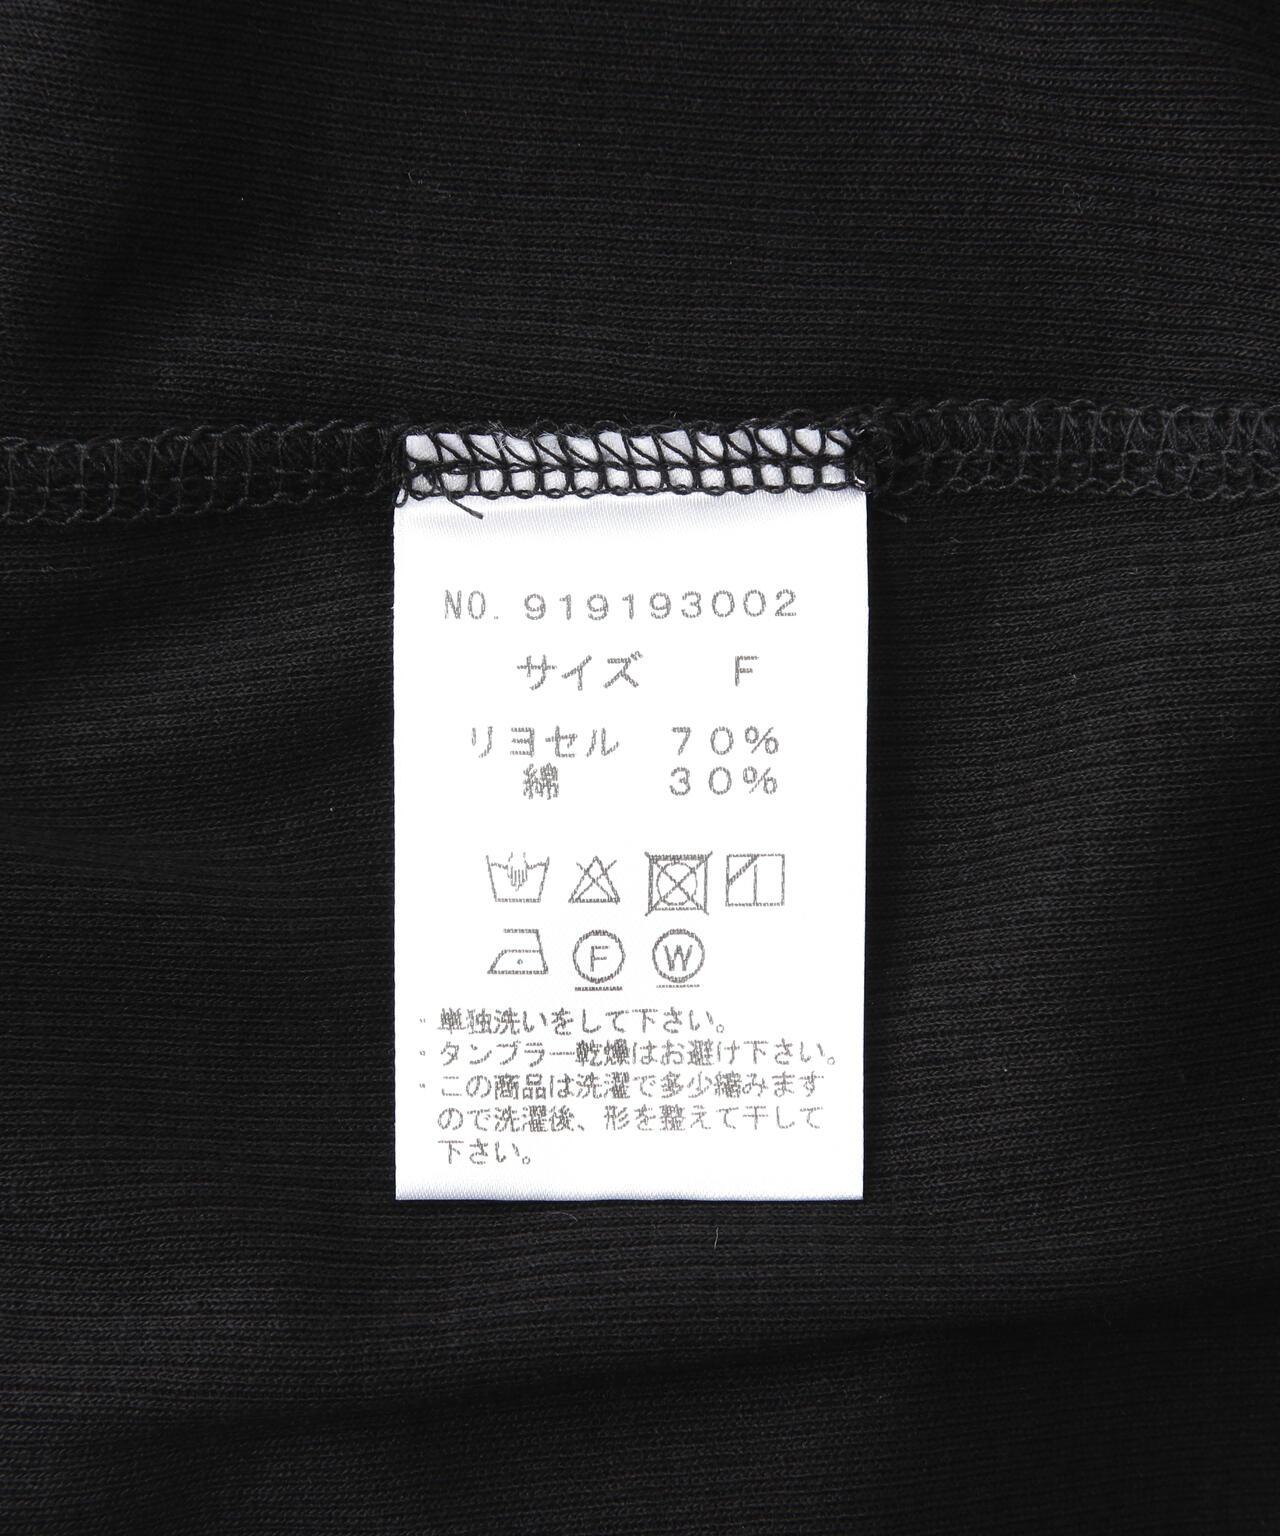 NO. 919193002
サイズ F
リヨセル 70%
綿 30%
F W
・単独洗いをして下さい。
・タンブラー乾燥はお避け下さい。
・この商品は洗濯で多少縮みます
ので洗濯後、形を整えて干して
下さい。